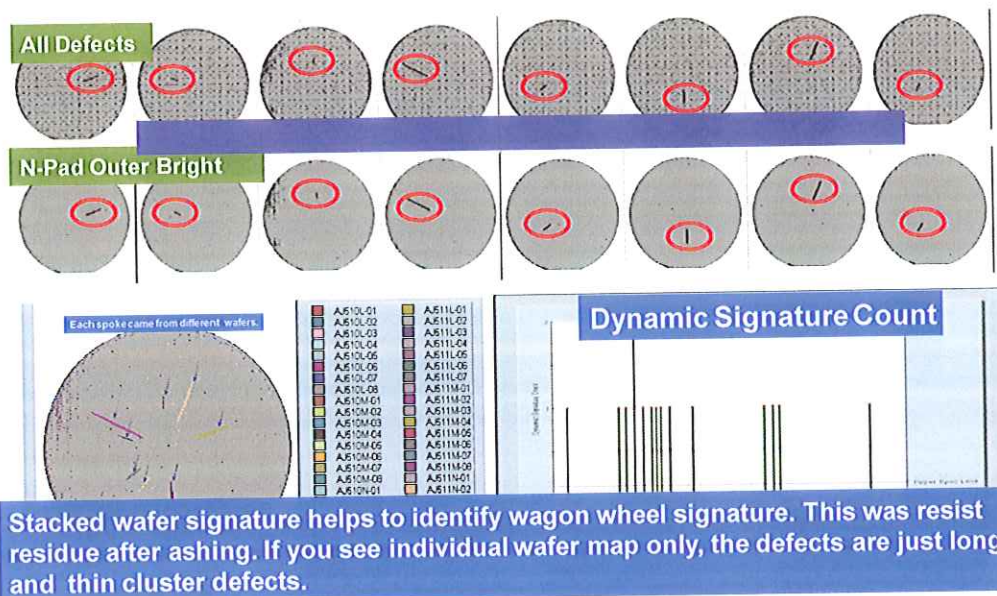 All Defects
N-Pad Outer Bright
Each spoke came from different wafers.
AJ510L-01
AJ510L-02
AJ510L-03
AJ510L-04
AJ510L-05
AJ510L-06
AJ510L-07
AJ510L-08
AJ510M-01
AJ510M-02
AJ510M-03
AJ510M-04
AJ510M-05
AJ510M-06
AJ510M-07
AJ510M-08
AJ510N-01
AJ511L-01
AJ511L-02
AJ511L-03
AJ511L-04
AJ511L-05
AJ511L-06
AJ511L-07
AJ511M-01
AJ511M-02
AJ511M-03
AJ511M-04
AJ511M-05
AJ511M-06
AJ511M-07
AJ511M-08
AJ511N-01
AJ511N-02
Dynamic Signature Count
Dynamic Signature Count
Stacked wafer signature helps to identify wagon wheel signature. This was resist
residue after ashing. If you see individual wafer map only, the defects are just long
and thin cluster defects.